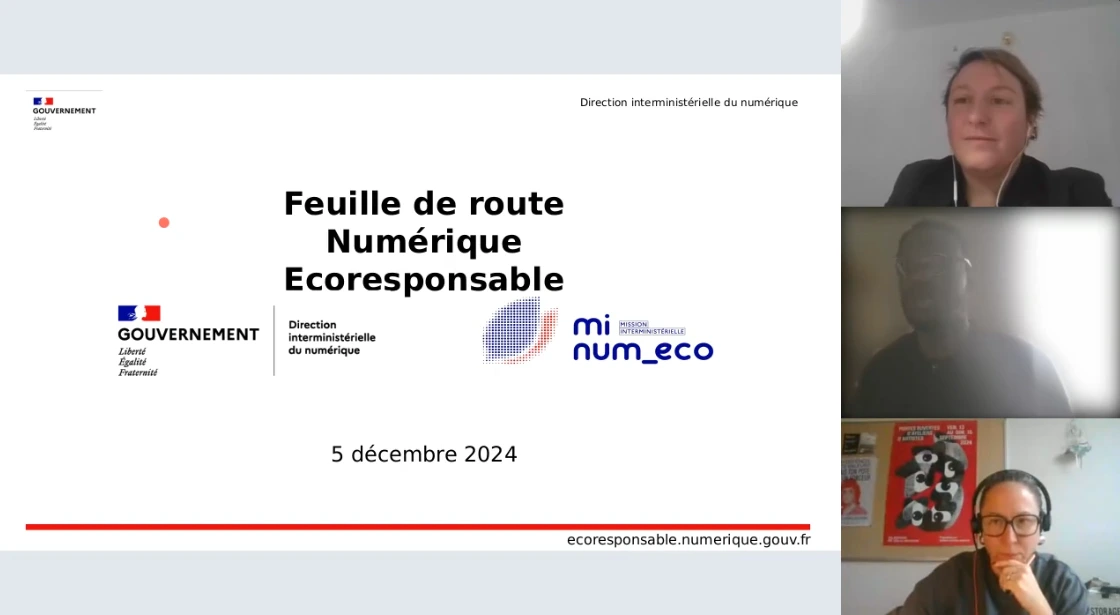 GOUVERNEMENT
Liberté
Égalité
Fraternité
Direction interministérielle du numérique
Feuille de route
Numérique
Ecoresponsable
GOUVERNEMENT
Liberté
Égalité
Fraternité
Direction
interministérielle
du numérique
mi
MISSION
INTERMINISTÉRIELLE
num_eco
5 décembre 2024
ecoresponsable.numerique.gouv.fr